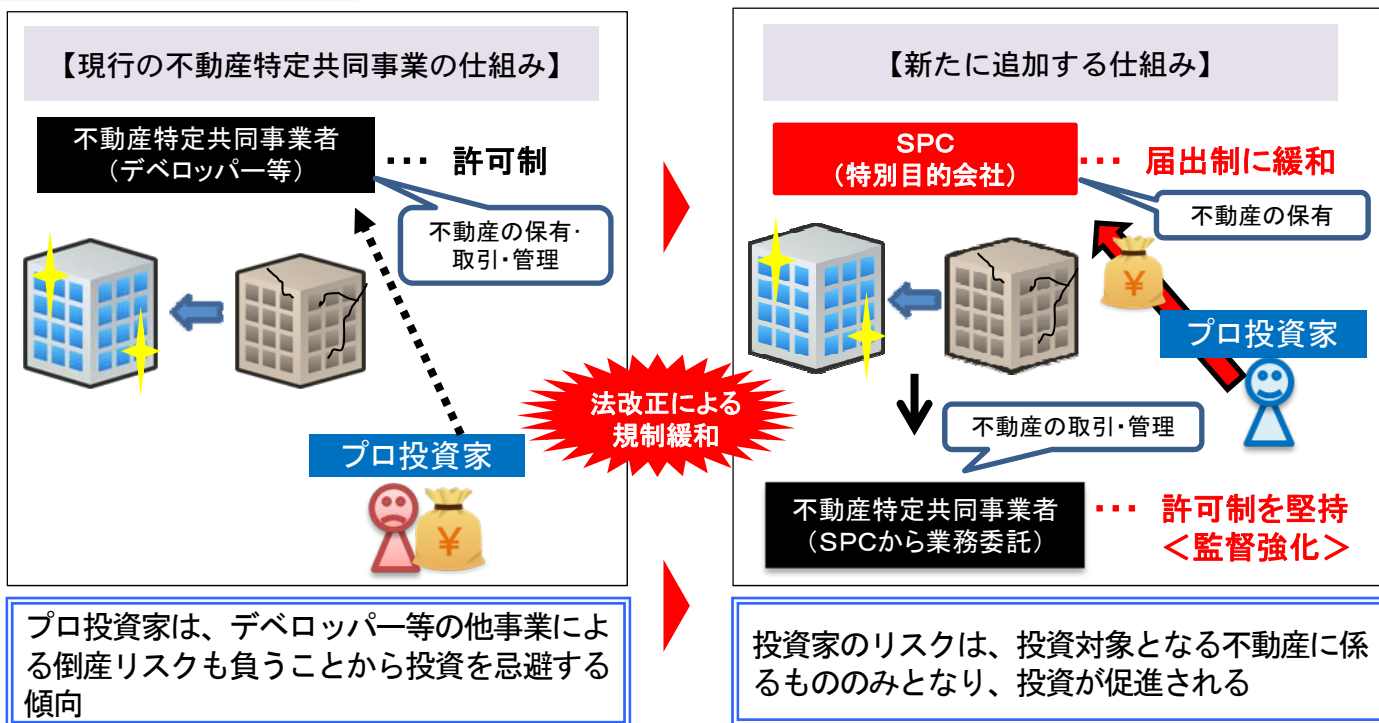 【現行の不動産特定共同事業の仕組み】
不動産特定共同事業者
（デベロッパー等）
･･･ 許可制
不動産の保有･
取引･管理
プロ投資家
¥
プロ投資家は、デベロッパー等の他事業によ
る倒産リスクも負うことから投資を忌避する
傾向
法改正による
規制緩和
【新たに追加する仕組み】
SPC
（特別目的会社）
･･･ 届出制に緩和
不動産の保有
¥
プロ投資家
不動産の取引･管理
不動産特定共同事業者
（SPCから業務委託）
･･･ 許可制を堅持
＜監督強化＞
投資家のリスクは、投資対象となる不動産に係
るもののみとなり、投資が促進される